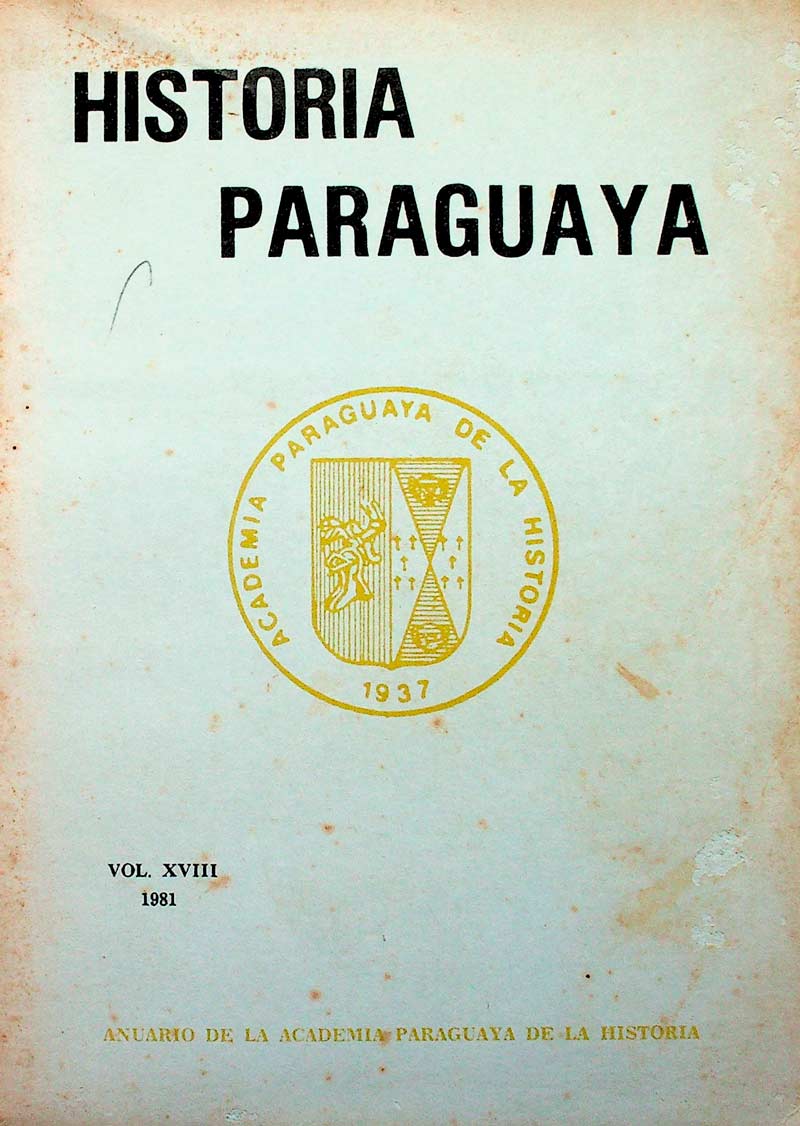 HISTORIA
PARAGUAYA
ACADEMIA PARAGUAYA DE LA HISTORIA
1937
VOL. XVIII
1981
ANUARIO DE LA ACADEMIA PARAGUAYA DE LA HISTORIA